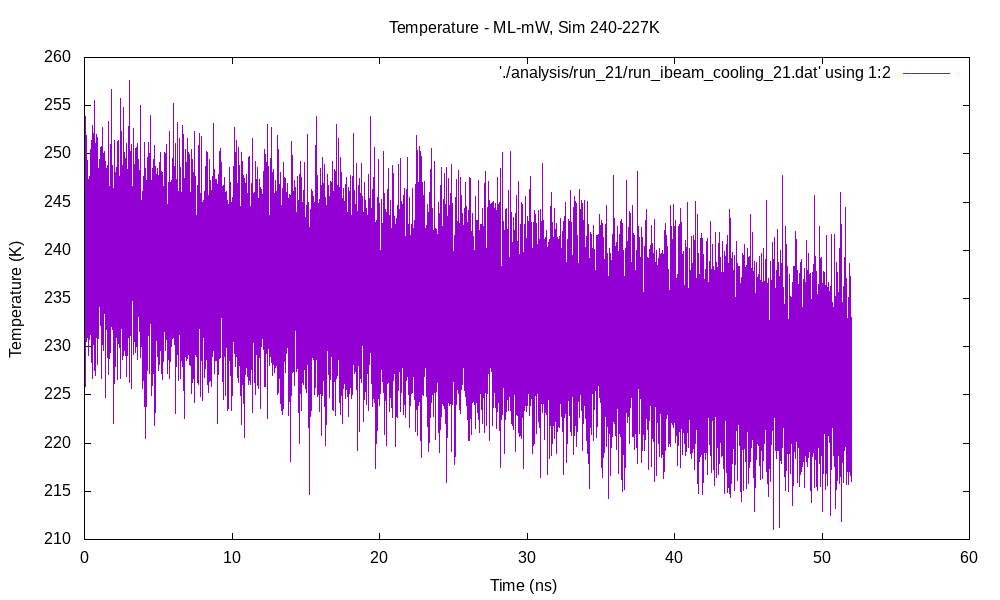 Temperature - ML-mW, Sim 240-227K
'./analysis/run_21/run_ibeam_cooling_21.dat' using 1:2
Temperature (K)
260
255
250
245
240
235
230
225
220
215
210
0 10 20 30 40 50 60
Time (ns)